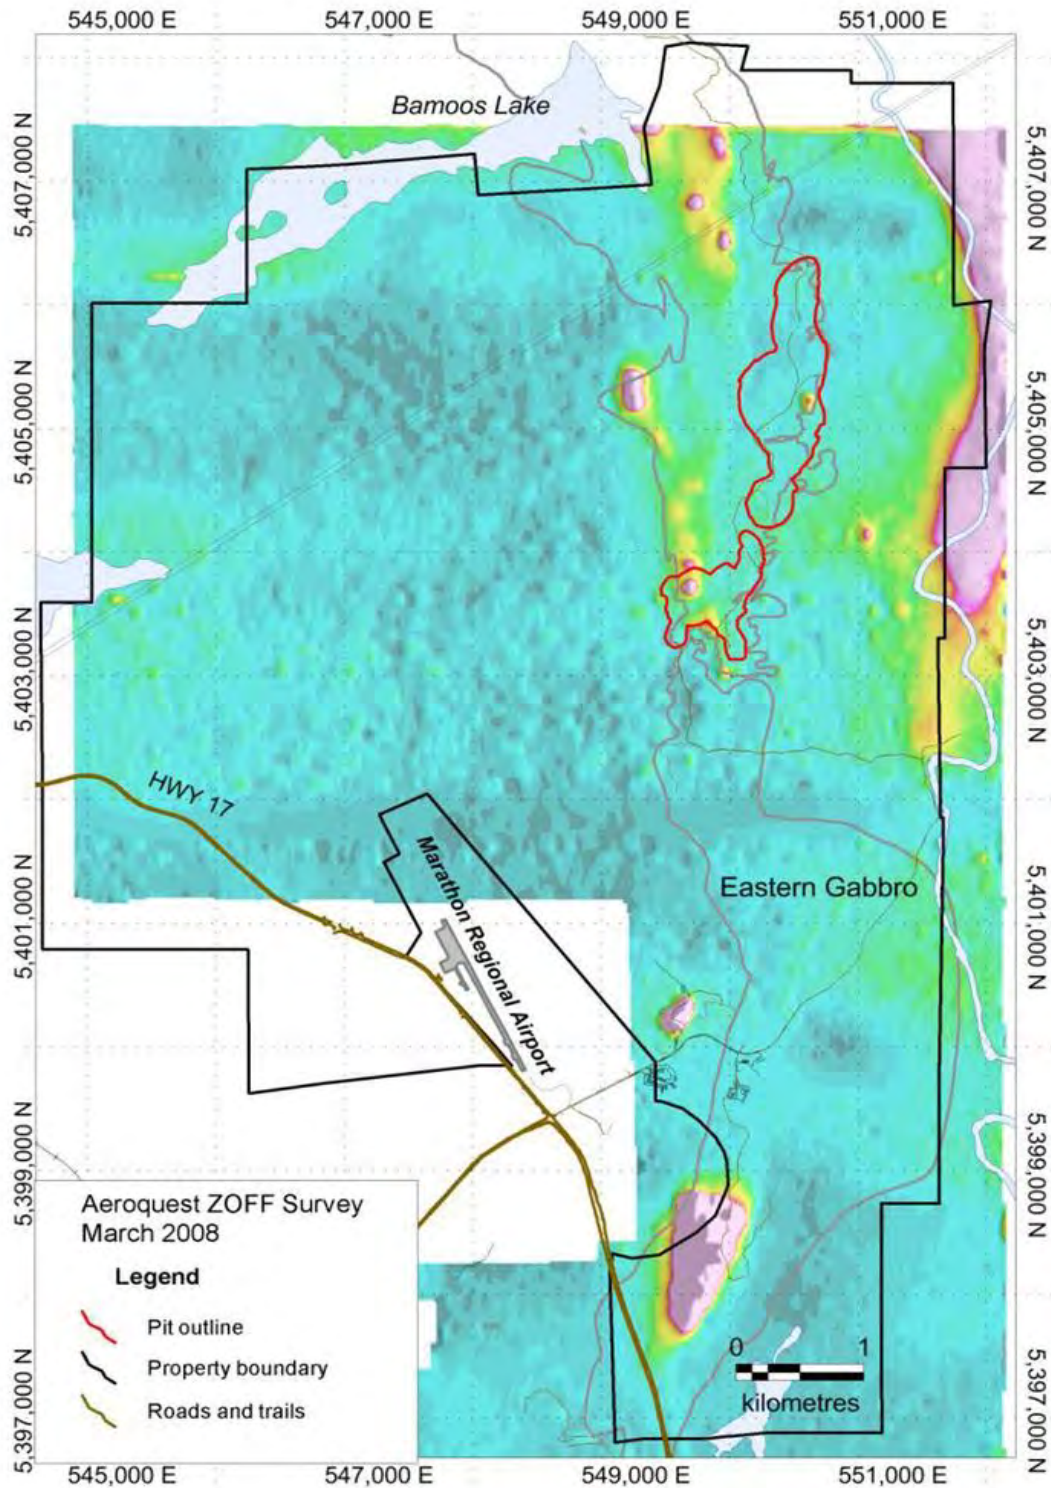 545,000 E
547,000 E
549,000 E
551,000 E
Bamoos Lake
5,407,000 N
5,407,000 N
5,405,000 N
5,405,000 N
5,403,000 N
5,403,000 N
HWY 17
Marathon Regional Airport
Eastern Gabbro
5,401,000 N
5,401,000 N
5,399,000 N
5,399,000 N
Aeroquest ZOFF Survey
March 2008
Legend
Pit outline
Property boundary
Roads and trails
0 1
kilometres
5,397,000 N
5,397,000 N
545,000 E
547,000 E
549,000 E
551,000 E